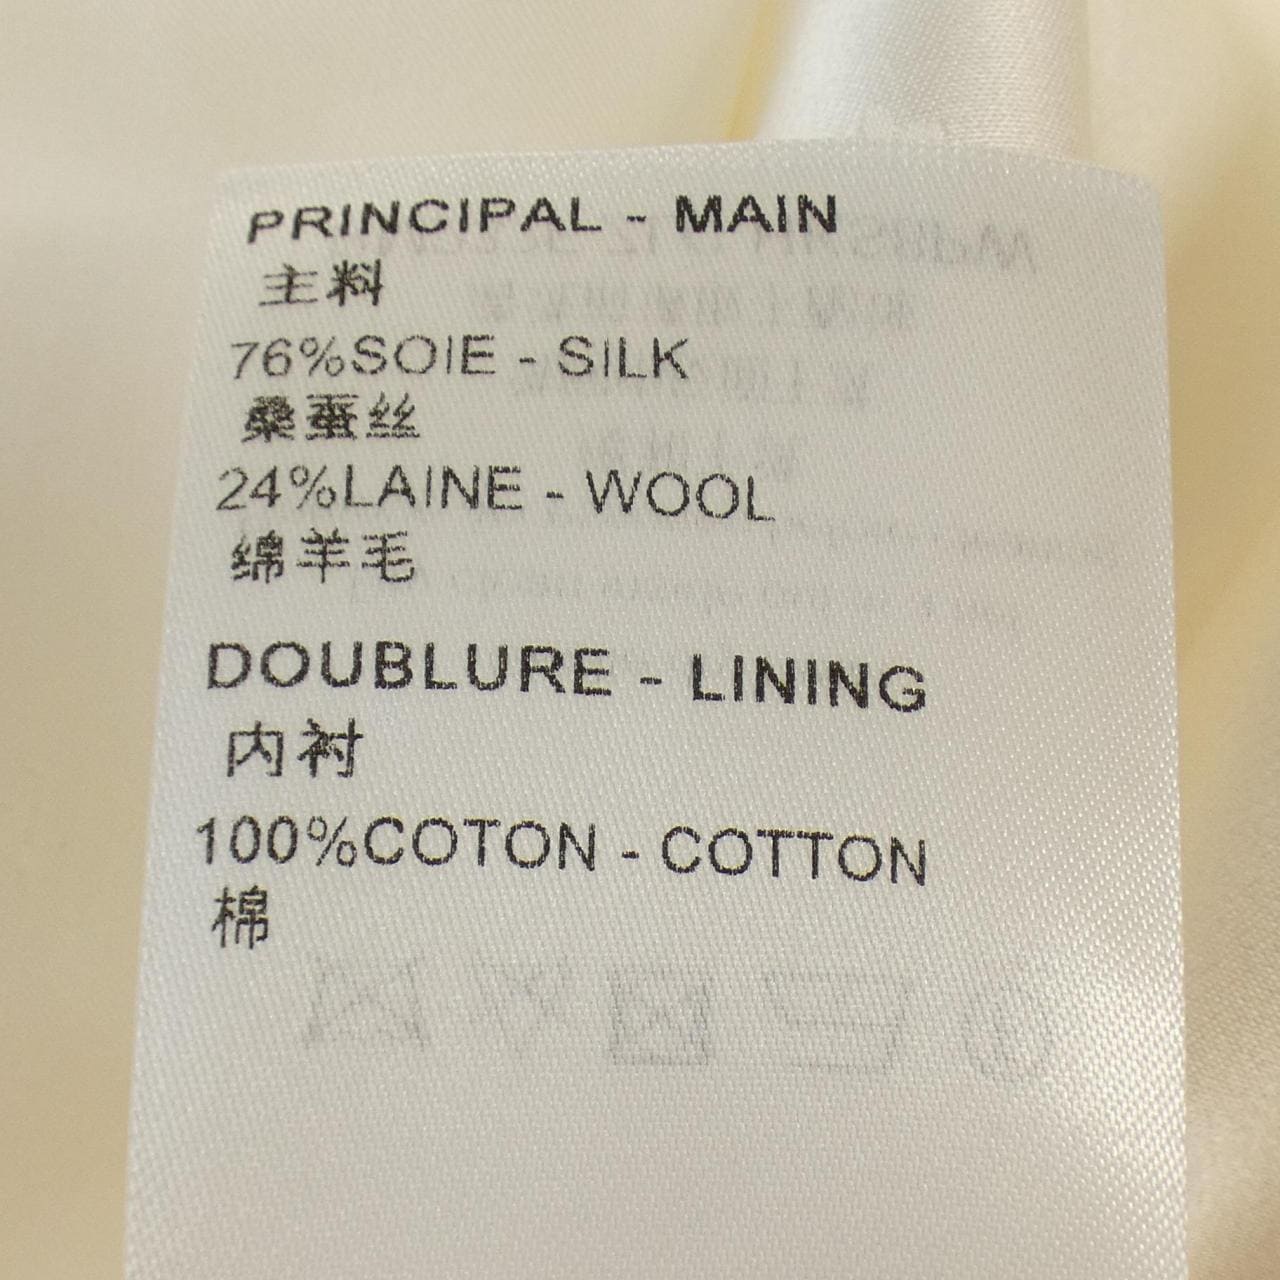 PRINCIPAL - MAIN
主料
76%SOIE - SILK
桑蚕丝
24%LAINE - WOOL
绵羊毛
DOUBLURE - LINING
内衬
100%COTON - COTTON
棉